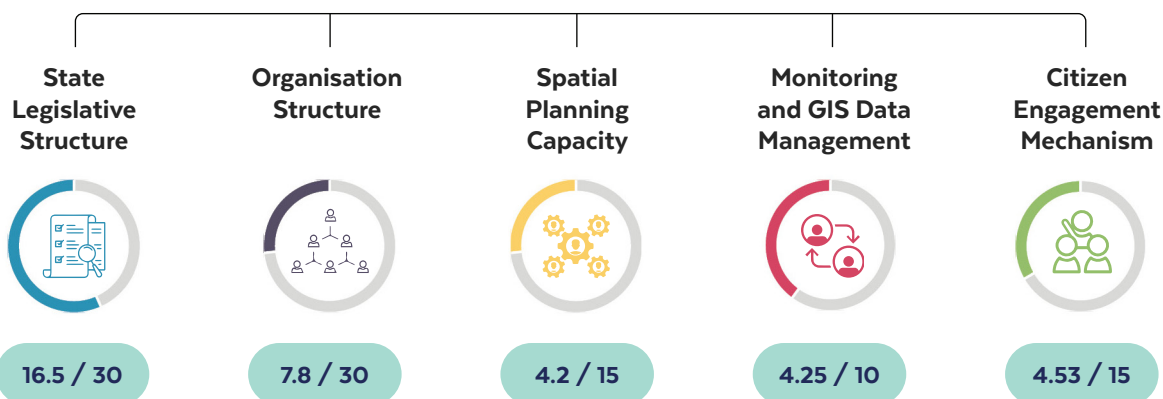 State
Legislative
Structure
Organisation
Structure
Spatial
Planning
Capacity
Monitoring
and GIS Data
Management
Citizen
Engagement
Mechanism
16.5 / 30
7.8 / 30
4.2 / 15
4.25 / 10
4.53 / 15